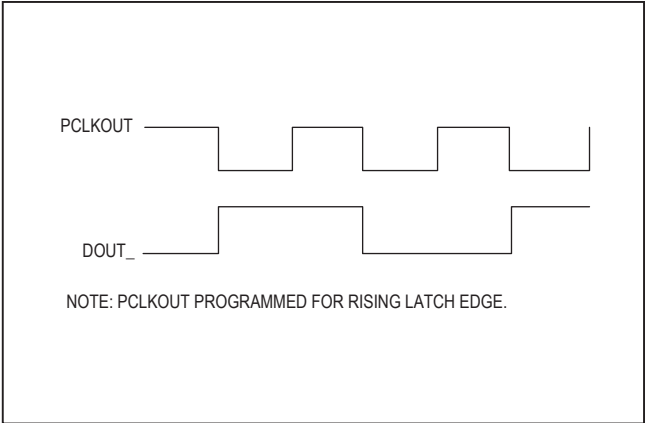 PCLKOUT
DOUT_
NOTE: PCLKOUT PROGRAMMED FOR RISING LATCH EDGE.